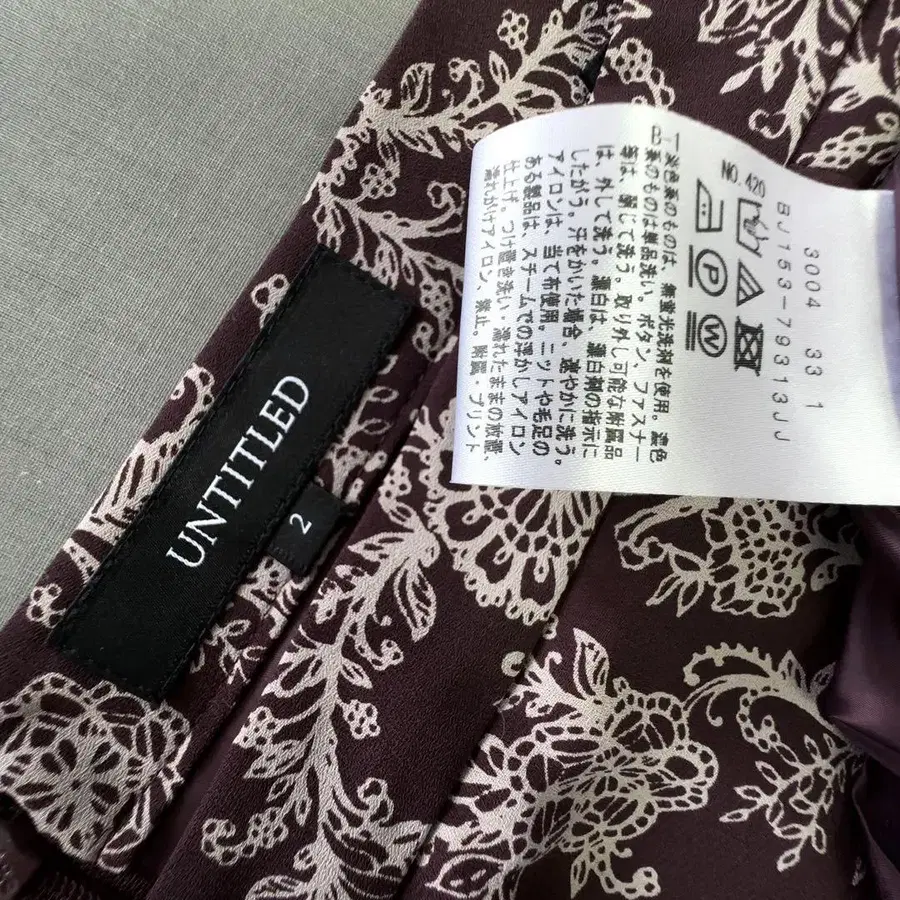 UNTITLED
2
3004 33 1
BJ153-79313JJ
NO.420
P
W
淡色系のものは、無蛍光洗剤を使用。濃色
系のものは単品洗い。ボタン、ファスナー
等は、閉じて洗う。取り外し可能な附属品
は、外して洗う。漂白は、漂白剤の指示に
したがう。汗をかいた場合、速やかに洗う。
アイロンは、当て布使用。ニットや毛足の
ある製品は、スチームでの浮かしアイロン
仕上げ。つけ置き洗い、濡れたままの放置、
濡れがけアイロン、禁止。附属・プリント